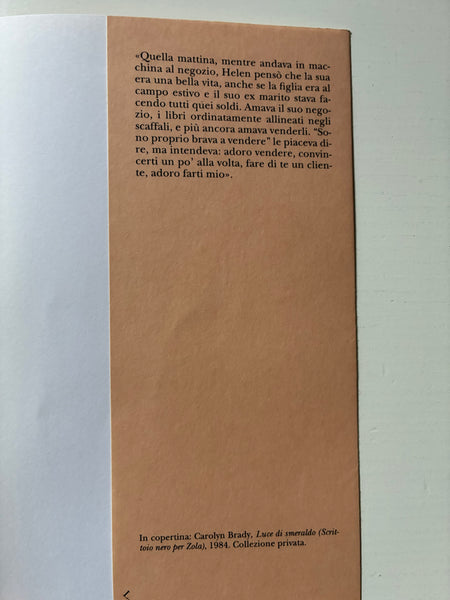 «Quella mattina, mentre andava in mac-
china al negozio, Helen pensò che la sua
era una bella vita, anche se la figlia era al
campo estivo e il suo ex marito stava fa-
cendo tutti quei soldi. Amava il suo nego-
zio, i libri ordinatamente allineati negli
scaffali, e più ancora amava venderli. “So-
no proprio brava a vendere” le piaceva di-
re, ma intendeva: adoro vendere, convin-
certi un po’ alla volta, fare di te un clien-
te, adoro farti mio».
In copertina: Carolyn Brady, Luce di smeraldo (Scrit-
toio nero per Zola), 1984. Collezione privata.